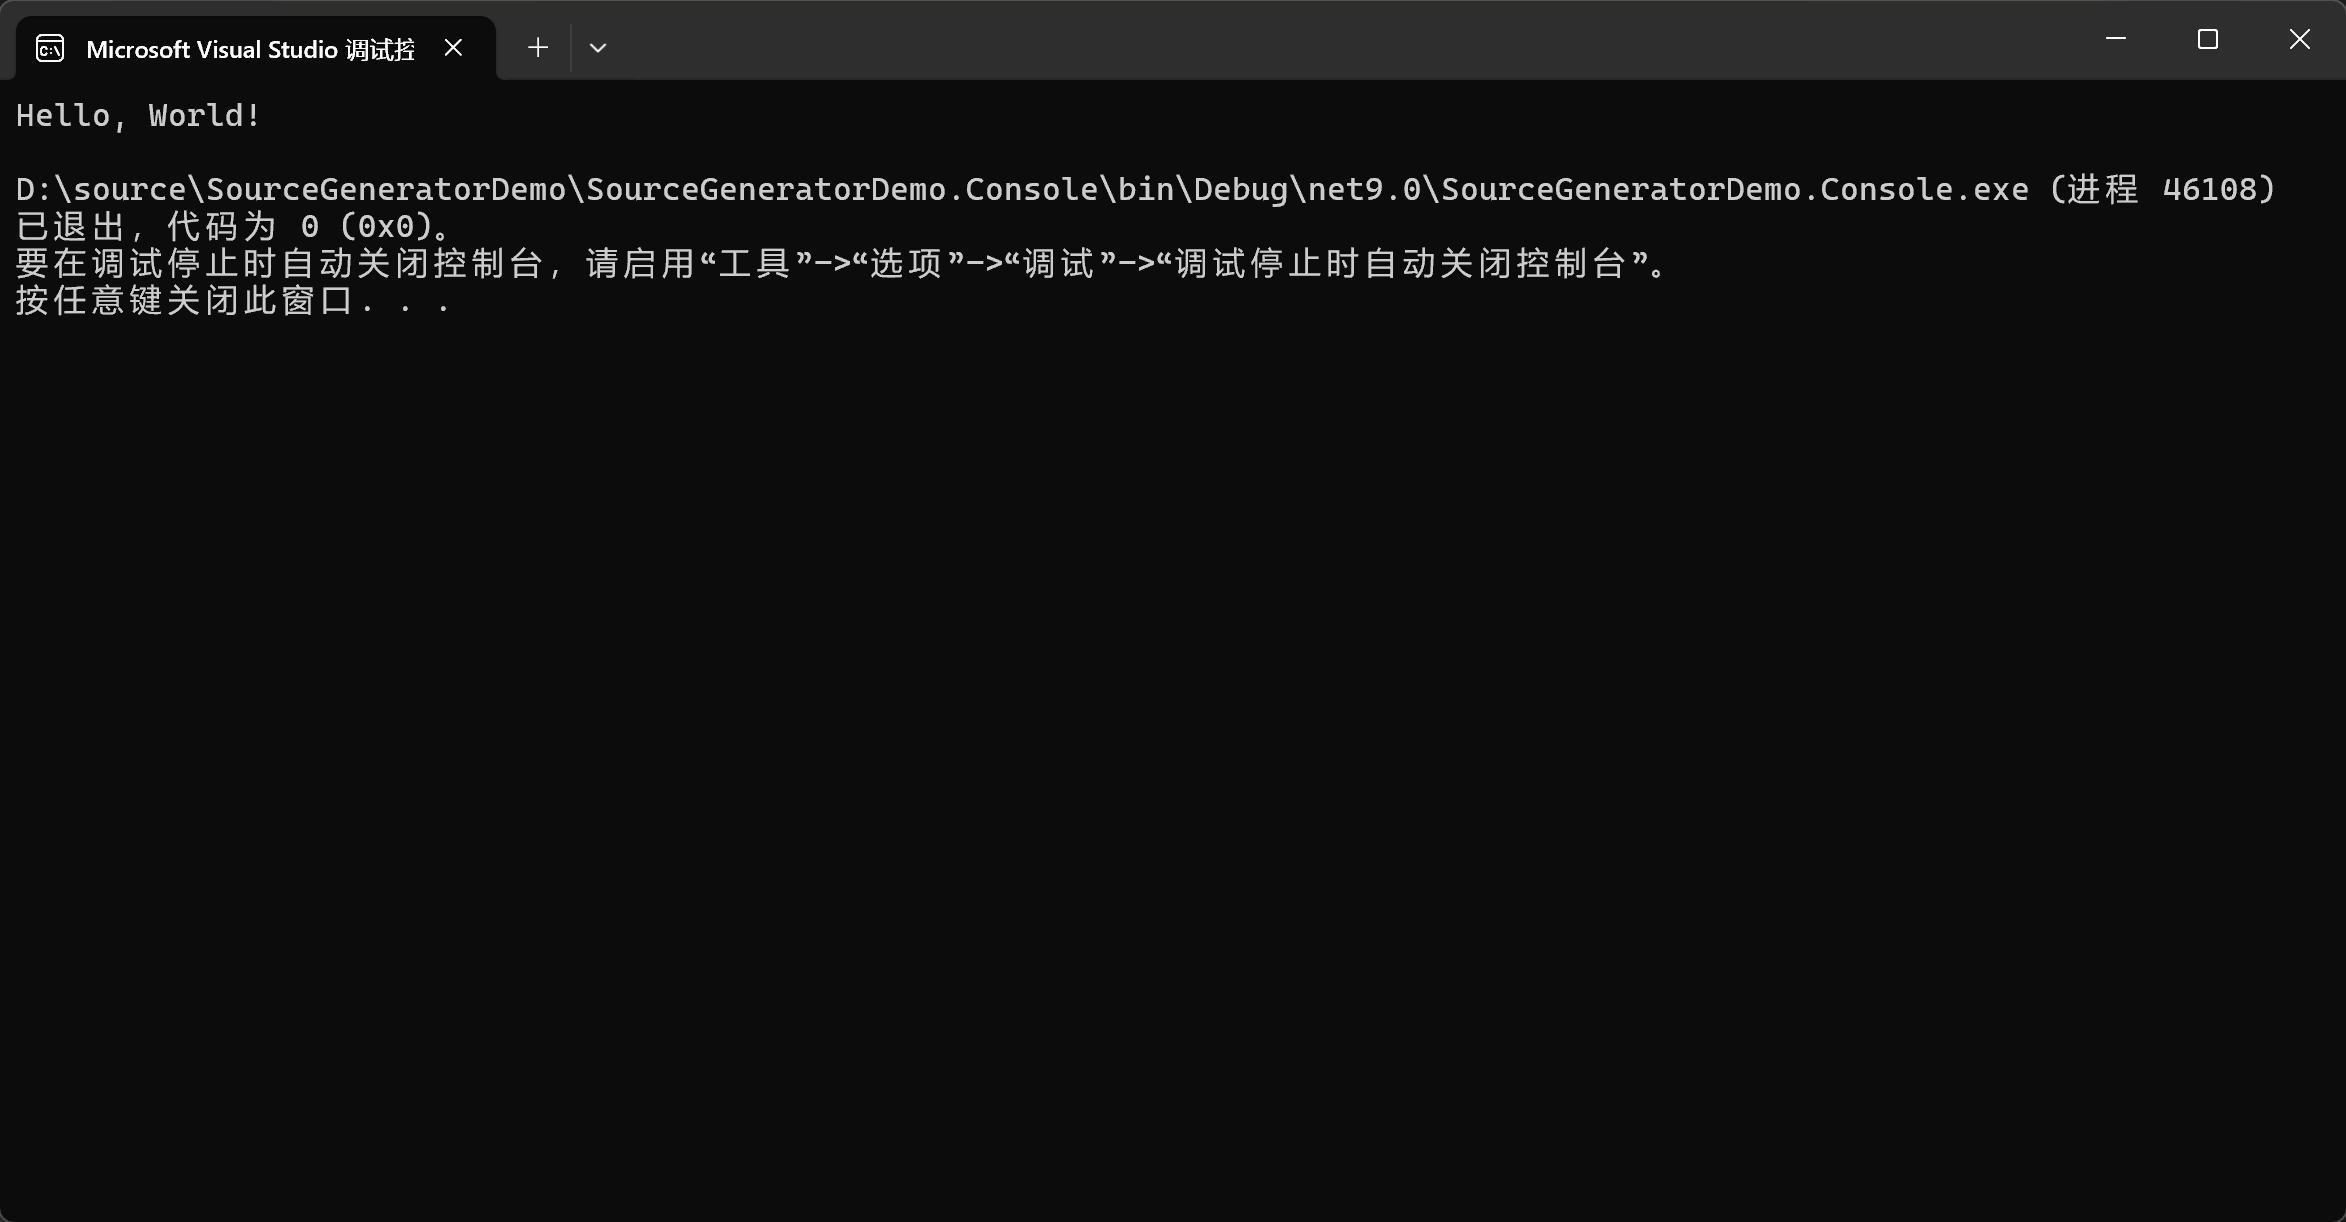 Microsoft Visual Studio 调试控
Hello, World!
D:\source\SourceGeneratorDemo\SourceGeneratorDemo.Console\bin\Debug\net9.0\SourceGeneratorDemo.Console.exe (进程 46108)
已退出，代码为 0 (0x0)。
要在调试停止时自动关闭控制台，请启用“工具”->“选项”->“调试”->“调试停止时自动关闭控制台”。
按任意键关闭此窗口. . .